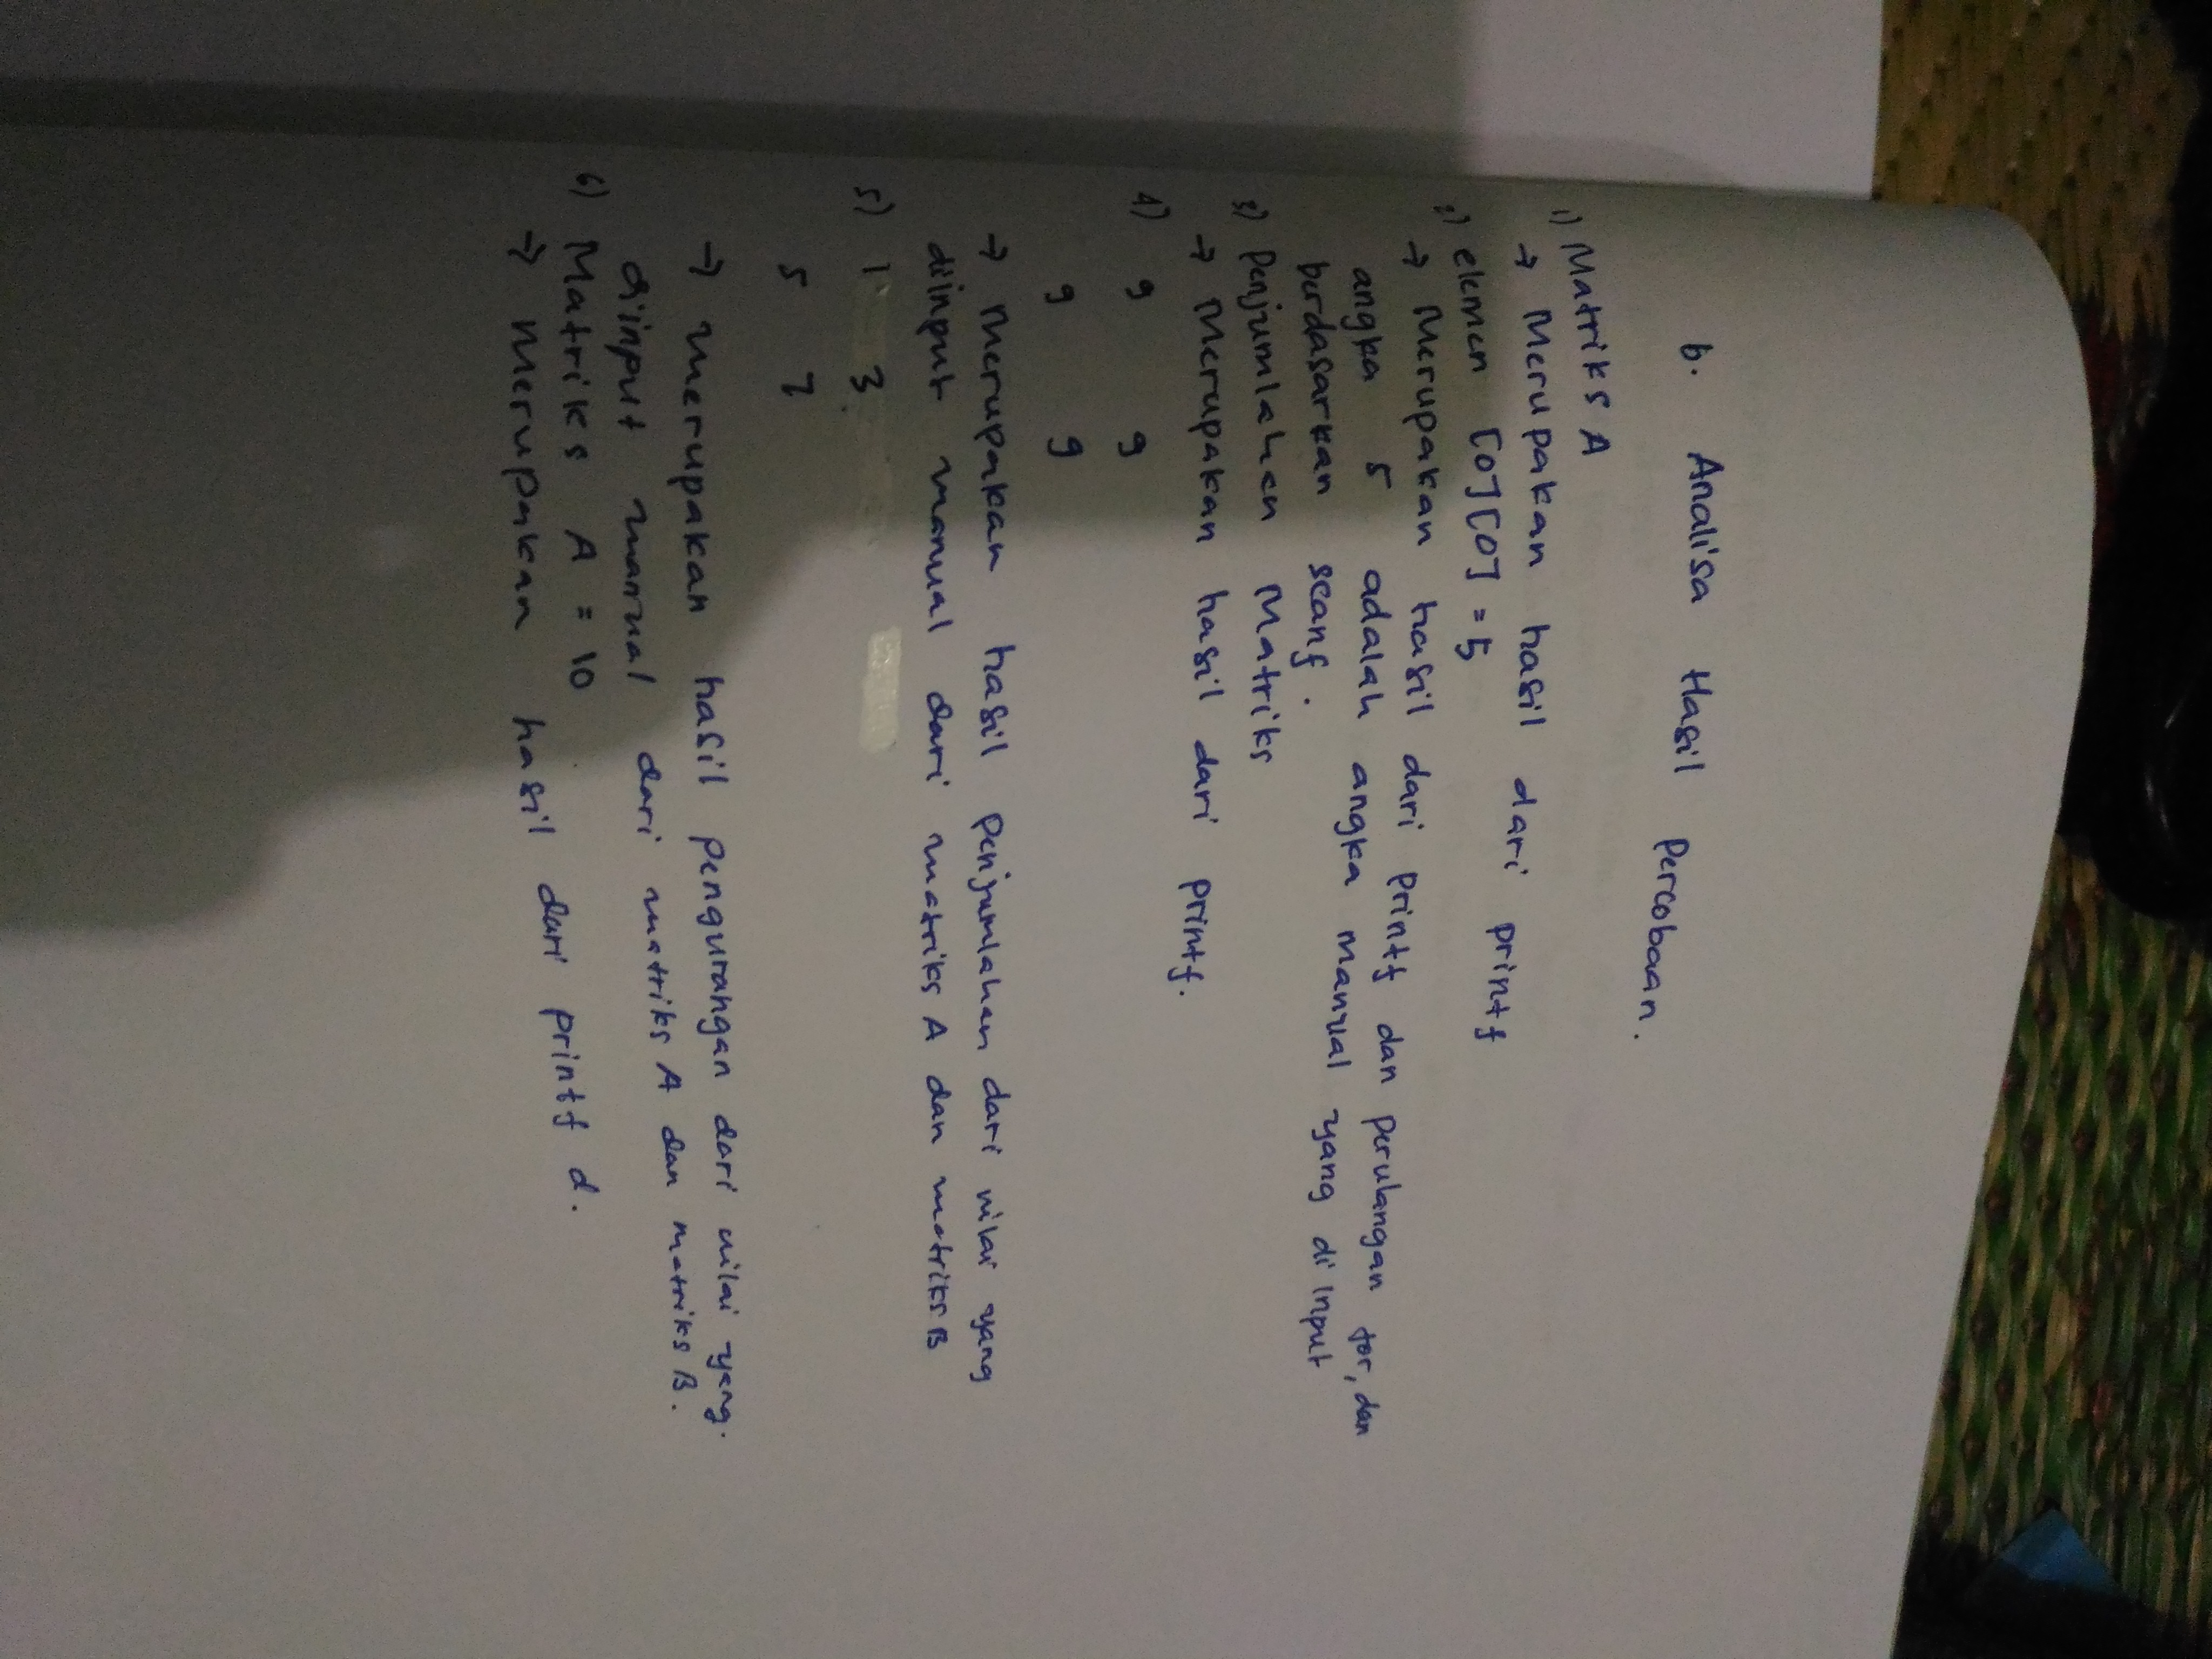 b. Analisa Hasil Percobaan.
1) Matriks A
→ Merupakan hasil dari printf
2) elemen [0][0] = 5
→ Merupakan hasil dari printf dan perulangan for, dan
angka 5 adalah angka manual yang di input
berdasarkan scanf.
3) Penjumlahan Matriks
→ Merupakan hasil dari printf.
4) 9 9
9 9
→ Merupakan hasil penjumlahan dari nilai yang
diinput manual dari matriks A dan matriks B
5) 1 3
5 7
→ Merupakan hasil pengurangan dari nilai yang.
diinput manual dari matriks A dan matriks B.
6) Matriks A = 10
→ Merupakan hasil dari printf d.